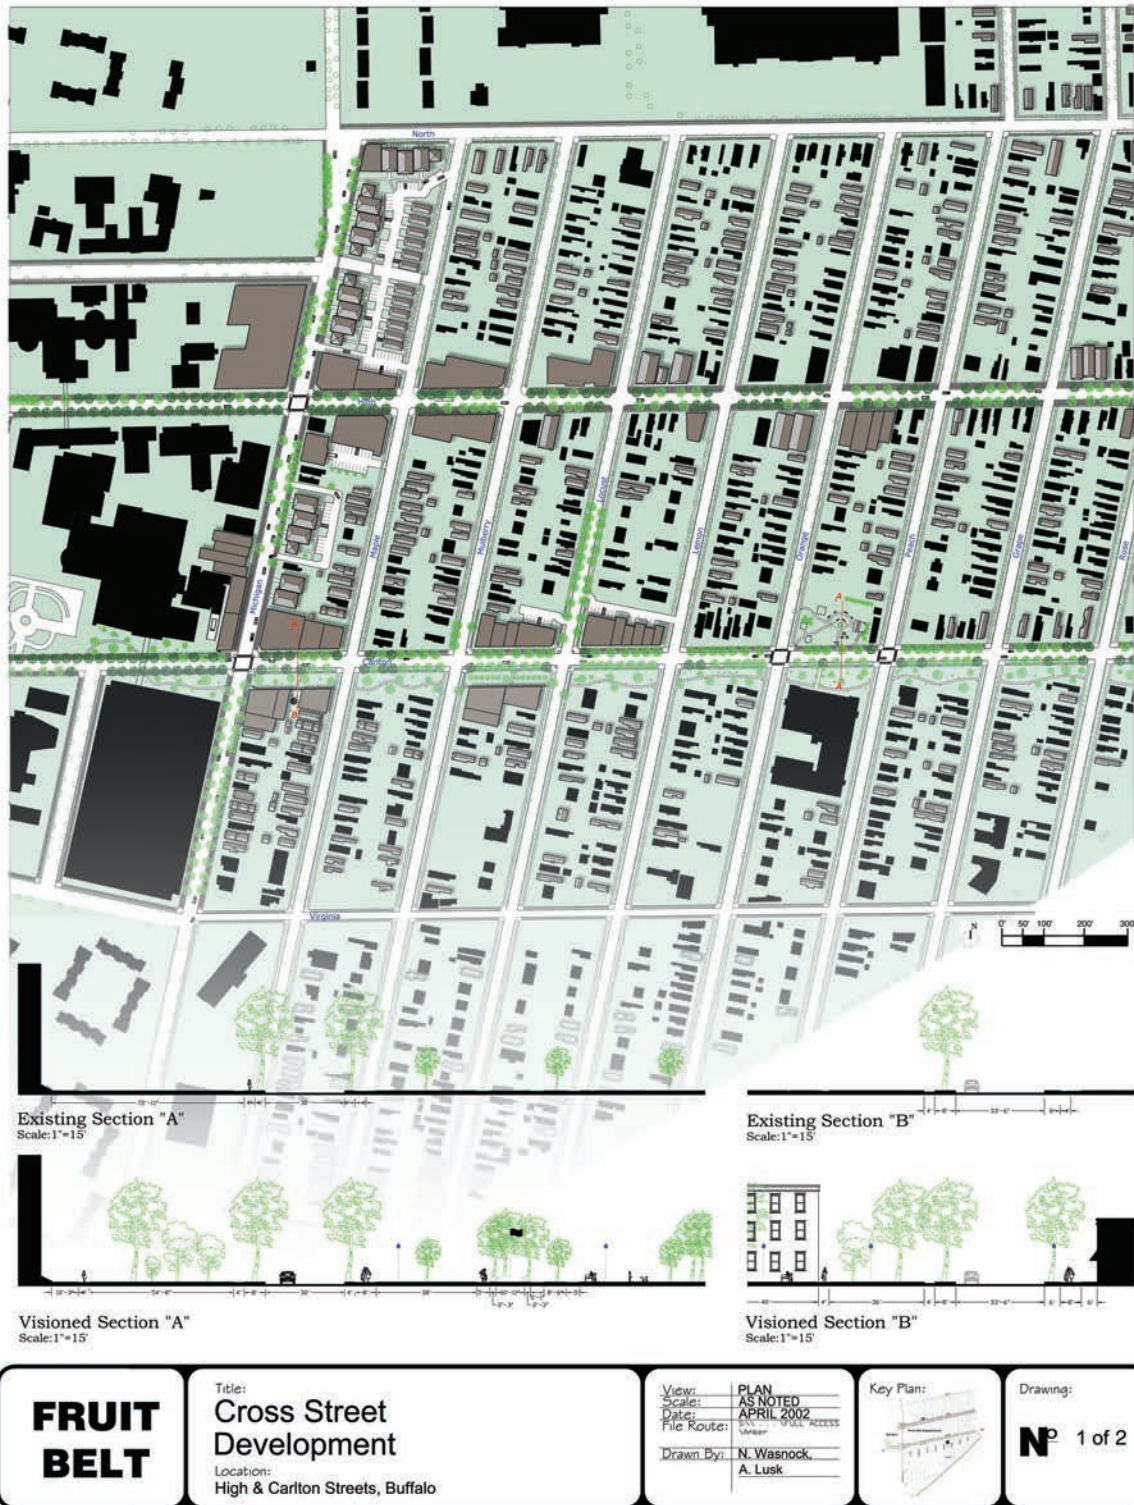 North
High
Locust
Maple
Mulberry
Lemon
Orange
Peach
Grape
Rose
Michigan
A
B
Carlton
A
B
Virginia
N
0' 50' 100' 200' 300'
Existing Section "A"
Scale:1"=15'
Existing Section "B"
Scale:1"=15'
Visioned Section "A"
Scale:1"=15'
Visioned Section "B"
Scale:1"=15'
FRUIT
BELT
Title:
Cross Street
Development
Location:
High & Carlton Streets, Buffalo
View: PLAN
Scale: AS NOTED
Date: APRIL 2002
File Route:
Drawn By: N. Wasnock,
A. Lusk
Key Plan:
Drawing:
Nº 1 of 2